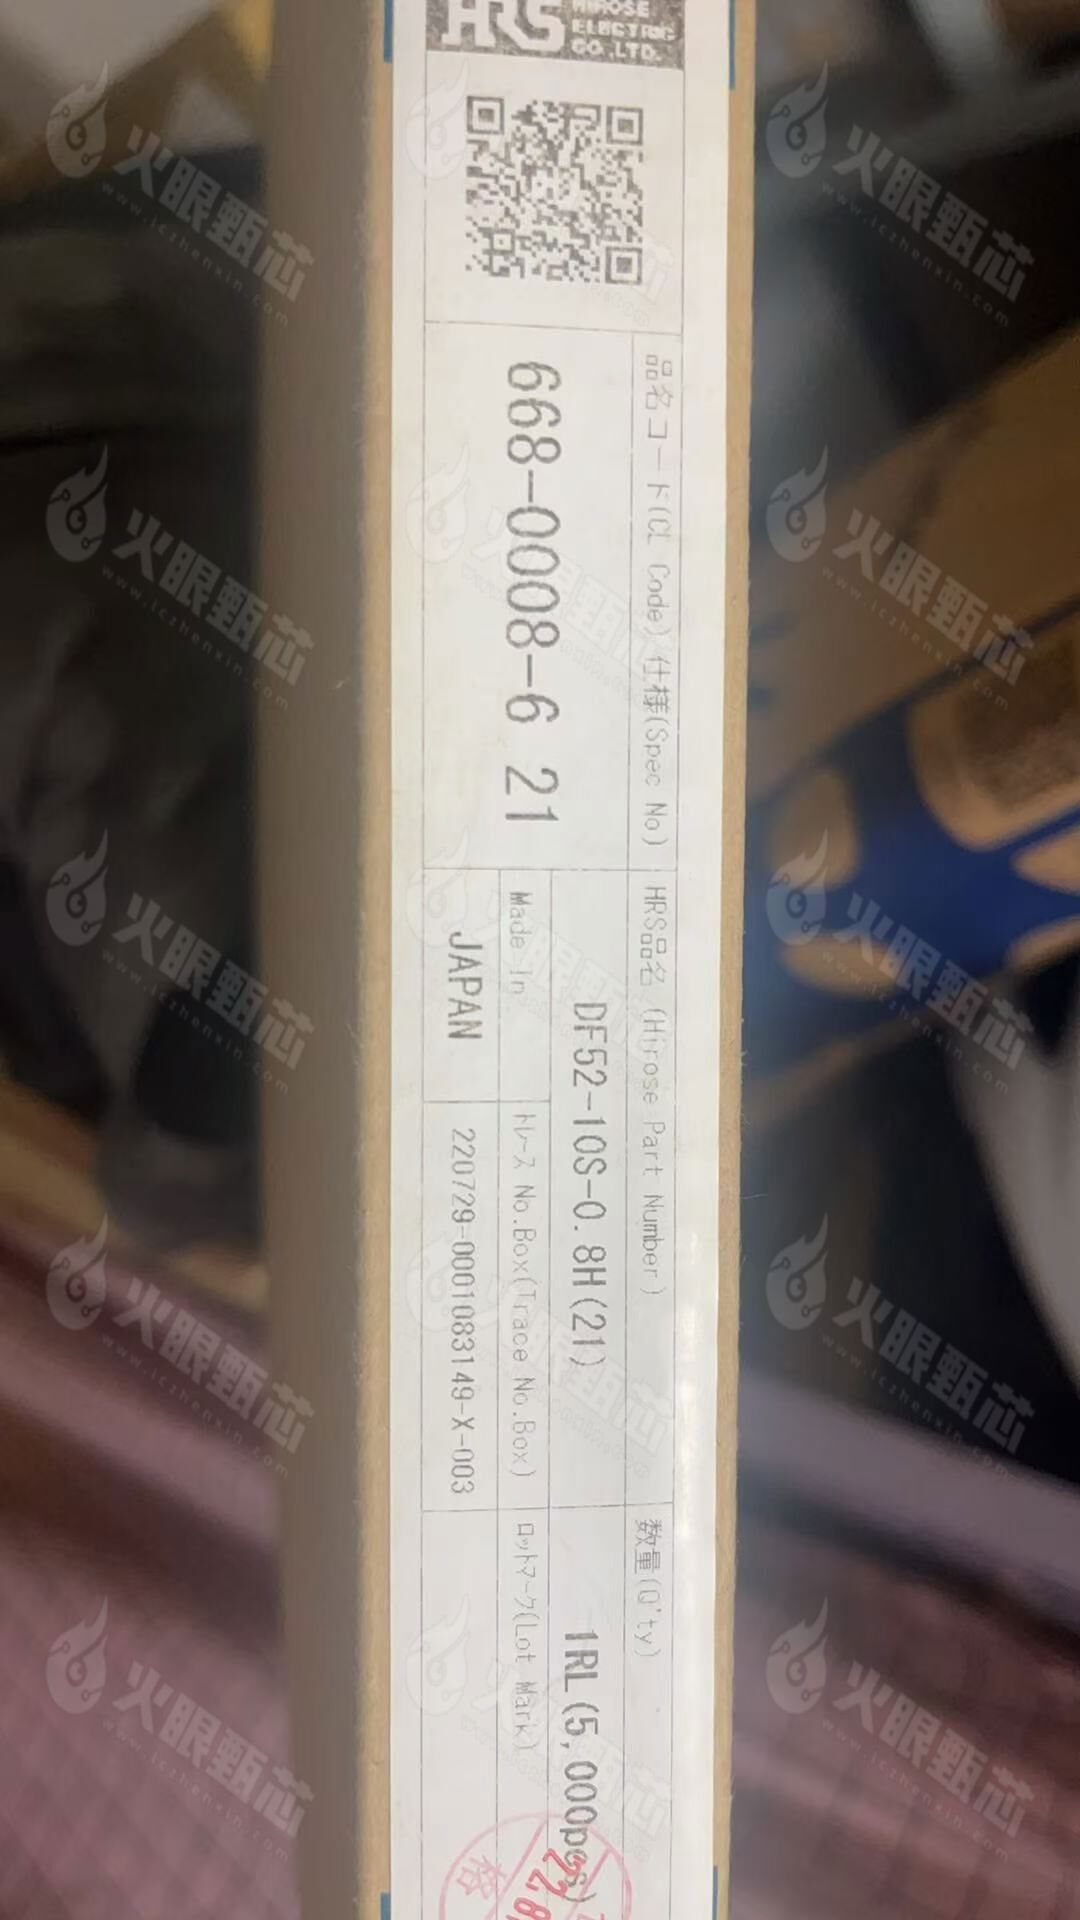 HRS
HIROSE
ELECTRIC
CO.,LTD.
品名コード(CL Code)仕様(Spec No)
668-0008-6 21
HRS品名 (Hirose Part Number)
DF52-10S-0.8H(21)
数量(Q'ty)
1RL(5,000pcs)
Made In
JAPAN
トレース No.Box(Trace No.Box)
220729-0001083149-X-003
ロットマーク(Lot Mark)
格
火眼甄芯
www.iczhenxin.com